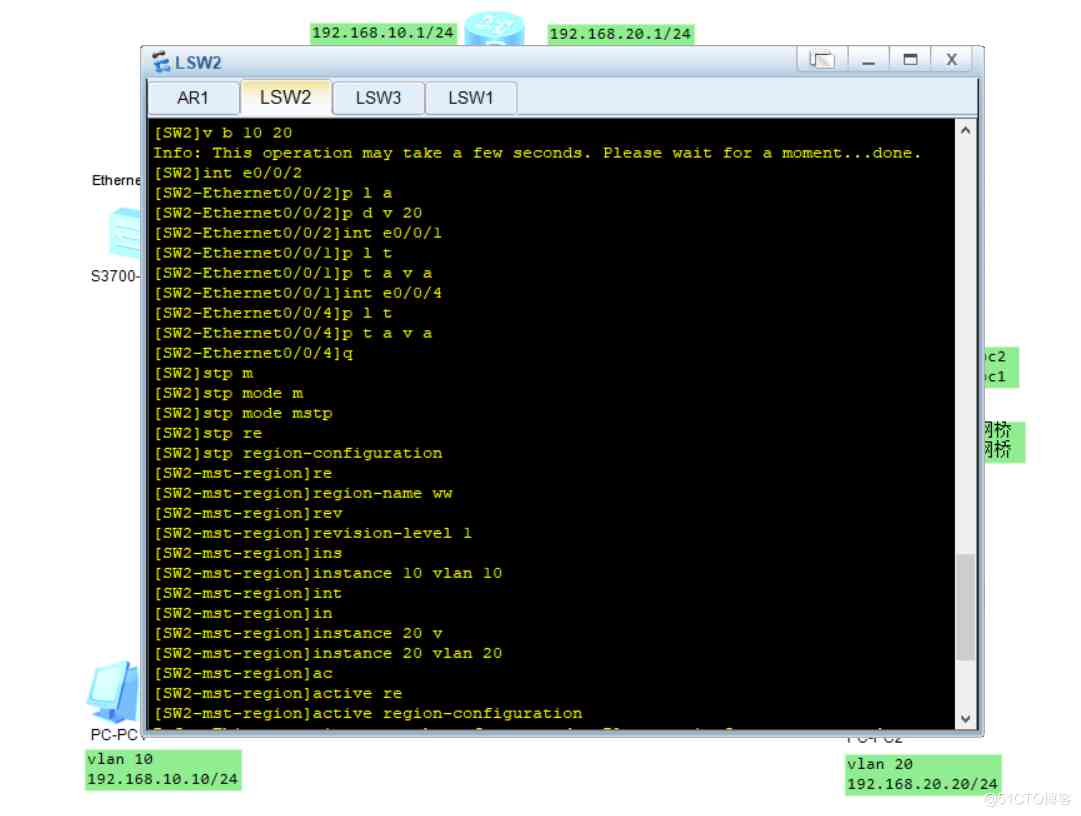 192.168.10.1/24
192.168.20.1/24
LSW2
AR1
LSW2
LSW3
LSW1
[SW2]v b 10 20
Info: This operation may take a few seconds. Please wait for a moment...done.
[SW2]int e0/0/2
[SW2-Ethernet0/0/2]p l a
[SW2-Ethernet0/0/2]p d v 20
[SW2-Ethernet0/0/2]int e0/0/1
[SW2-Ethernet0/0/1]p l t
[SW2-Ethernet0/0/1]p t a v a
[SW2-Ethernet0/0/1]int e0/0/4
[SW2-Ethernet0/0/4]p l t
[SW2-Ethernet0/0/4]p t a v a
[SW2-Ethernet0/0/4]q
[SW2]stp m
[SW2]stp mode m
[SW2]stp mode mstp
[SW2]stp re
[SW2]stp region-configuration
[SW2-mst-region]re
[SW2-mst-region]region-name ww
[SW2-mst-region]rev
[SW2-mst-region]revision-level 1
[SW2-mst-region]ins
[SW2-mst-region]instance 10 vlan 10
[SW2-mst-region]int
[SW2-mst-region]in
[SW2-mst-region]instance 20 v
[SW2-mst-region]instance 20 vlan 20
[SW2-mst-region]ac
[SW2-mst-region]active re
[SW2-mst-region]active region-configuration
Etherne
S3700-
c2
c1
网桥
网桥
PC-PC
vlan 10
192.168.10.10/24
PC-PC2
vlan 20
192.168.20.20/24
@51CTO博客